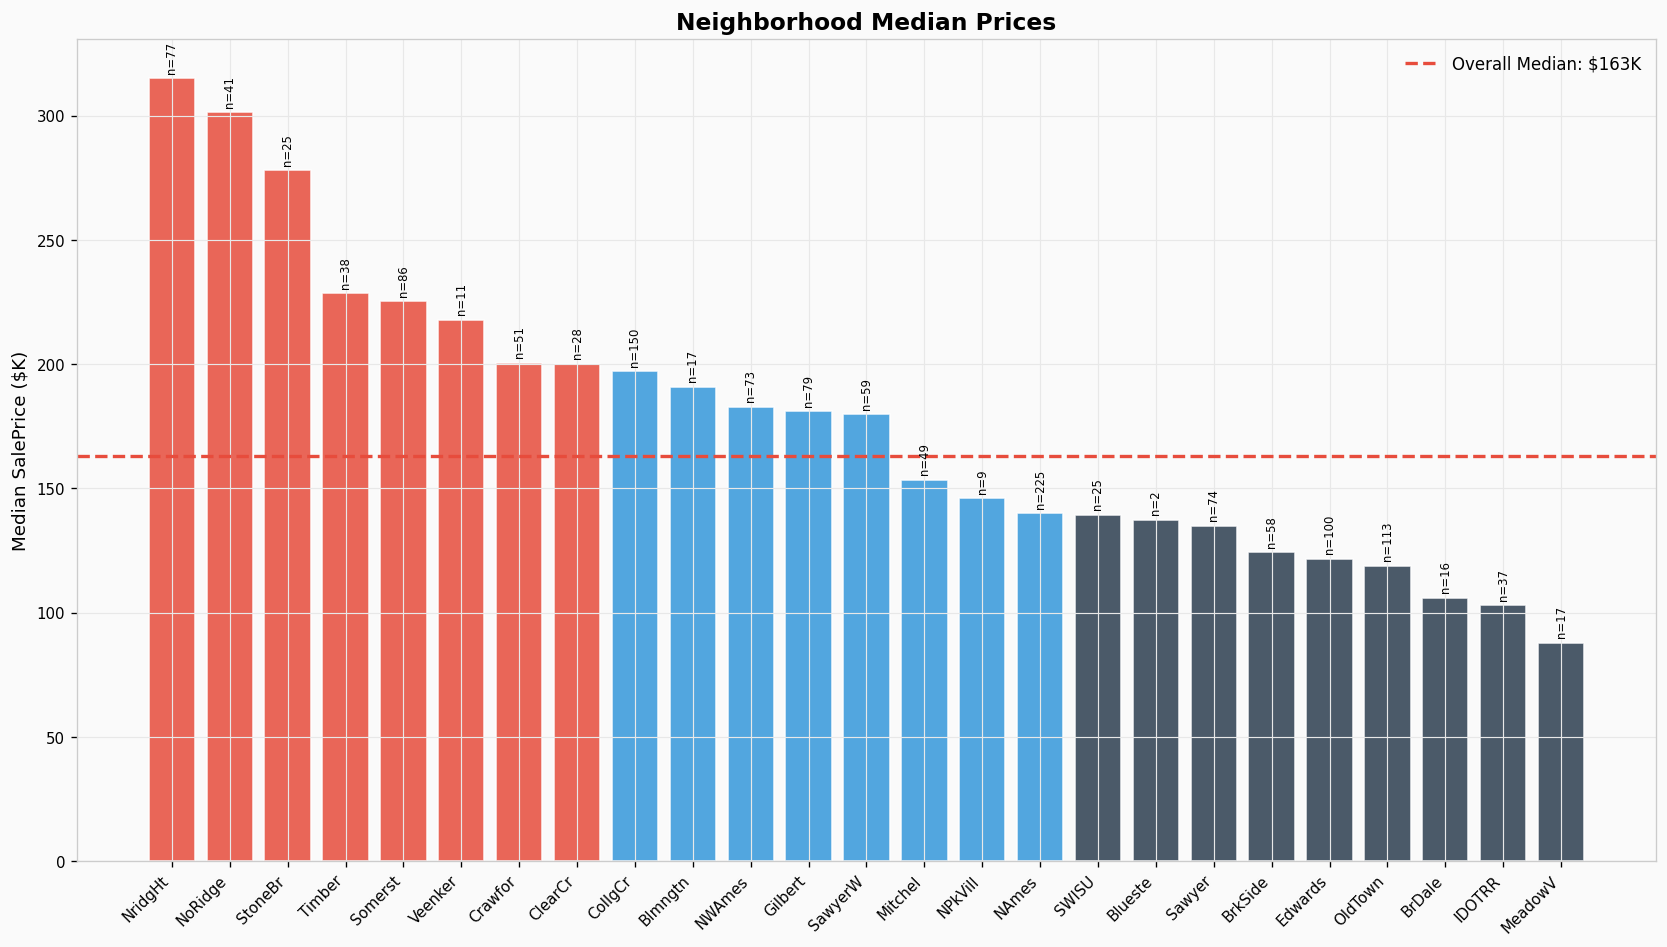 Neighborhood Median Prices
Overall Median: $163K
Median SalePrice ($K)
300
250
200
150
100
50
0
n=77
n=41
n=25
n=38
n=86
n=11
n=51
n=28
n=150
n=17
n=73
n=79
n=59
n=49
n=9
n=225
n=25
n=2
n=74
n=58
n=100
n=113
n=16
n=37
n=17
NridgHt
NoRidge
StoneBr
Timber
Somerst
Veenker
Crawfor
ClearCr
CollgCr
Blmngtn
NWAmes
Gilbert
SawyerW
Mitchel
NPkVill
NAmes
SWISU
Blueste
Sawyer
BrkSide
Edwards
OldTown
BrDale
IDOTRR
MeadowV